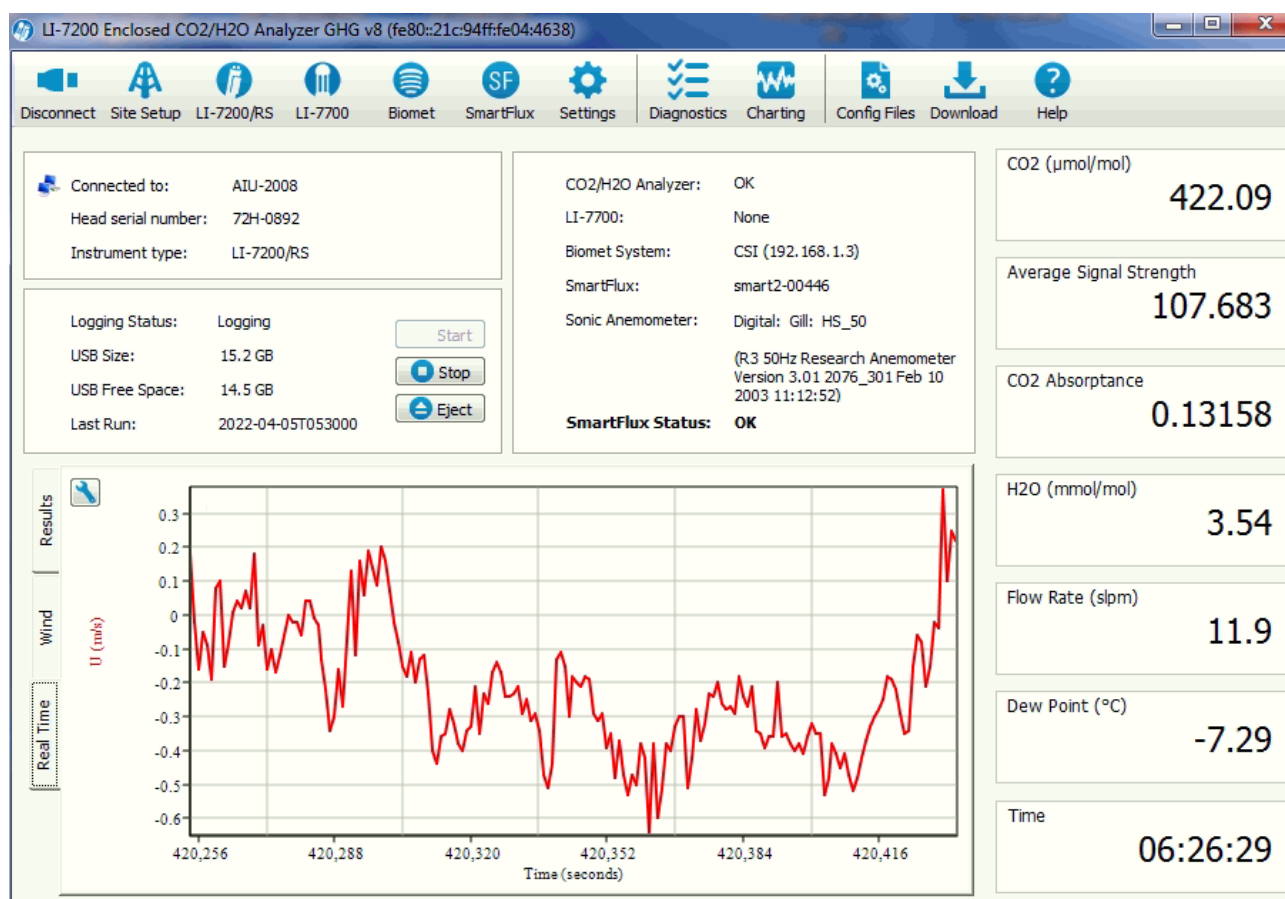 LI-7200 Enclosed CO2/H2O Analyzer GHG v8 (fe80::21c:94ff:fe04:4638)
Disconnect Site Setup LI-7200/RS LI-7700 Biomet SmartFlux Settings Diagnostics Charting Config Files Download Help
SF
Connected to: AIU-2008
Head serial number: 72H-0892
Instrument type: LI-7200/RS
Logging Status: Logging
USB Size: 15.2 GB
USB Free Space: 14.5 GB
Last Run: 2022-04-05T053000
Start
Stop
Eject
CO2/H2O Analyzer: OK
LI-7700: None
Biomet System: CSI (192.168.1.3)
SmartFlux: smart2-00446
Sonic Anemometer: Digital: Gill: HS_50
(R3 50Hz Research Anemometer
Version 3.01 2076_301 Feb 10
2003 11:12:52)
SmartFlux Status: OK
CO2 (µmol/mol)
422.09
Average Signal Strength
107.683
CO2 Absorptance
0.13158
H2O (mmol/mol)
3.54
Flow Rate (slpm)
11.9
Dew Point (°C)
-7.29
Time
06:26:29
Results
Wind
Real Time
U (m/s)
0.3
0.2
0.1
0
-0.1
-0.2
-0.3
-0.4
-0.5
-0.6
420,256 420,288 420,320 420,352 420,384 420,416
Time (seconds)